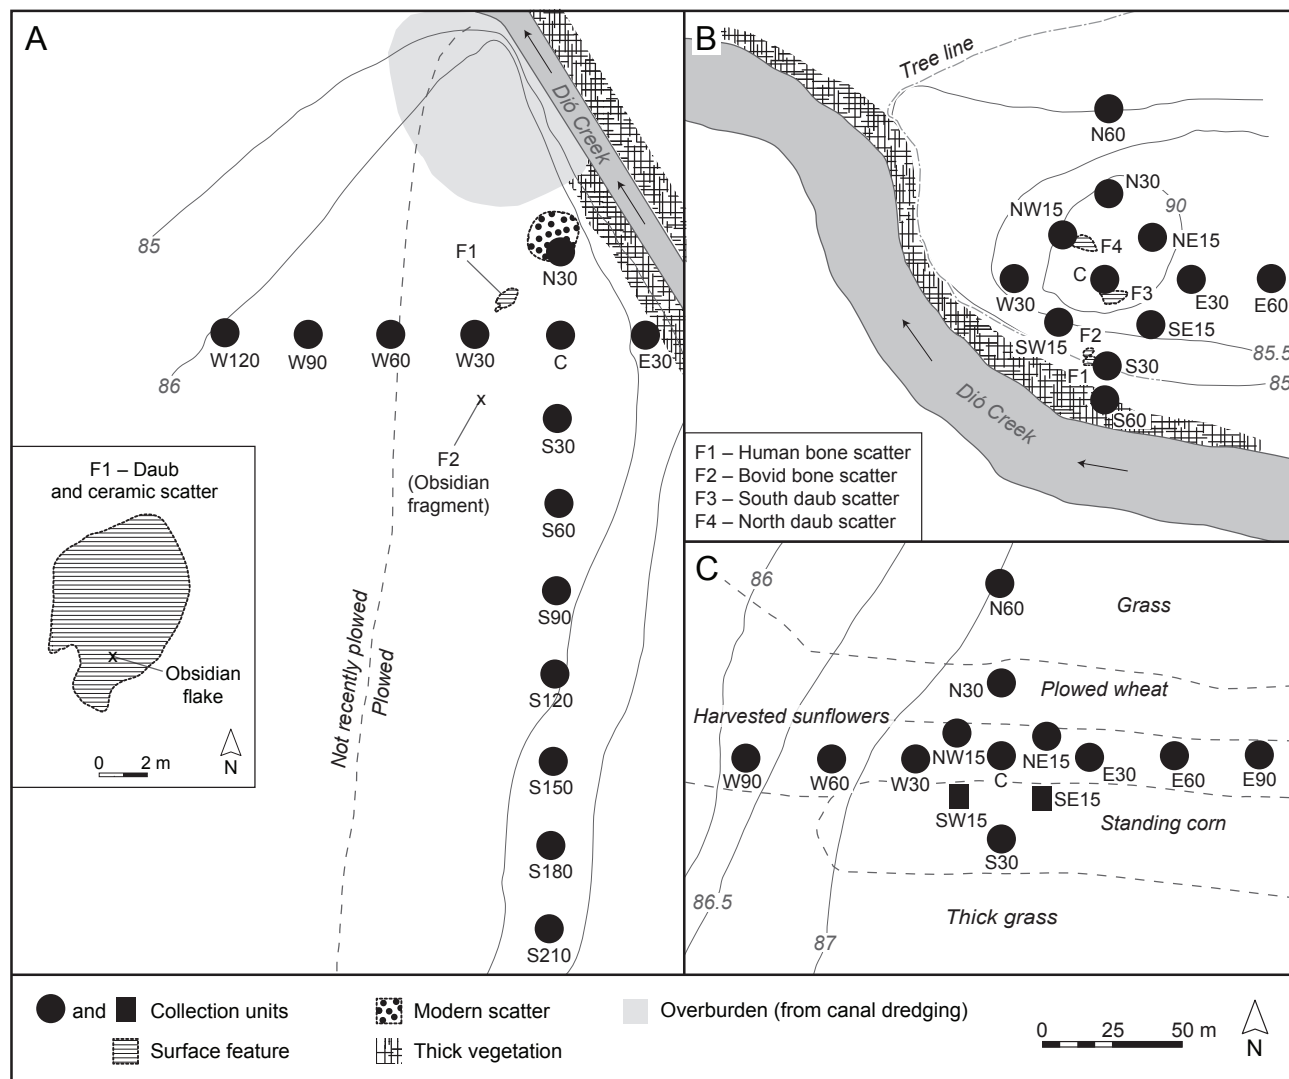 A
Dió Creek
85
F1
N30
W120
W90
W60
W30
C
E30
86
S30
F2
(Obsidian
fragment)
S60
S90
S120
S150
S180
S210
Not recently plowed
Plowed
F1 – Daub
and ceramic scatter
x
x
Obsidian
flake
0 2 m
N
B
Tree line
N60
N30
90
NW15
F4
NE15
C
F3
W30
E30
E60
SW15
F2
SE15
85.5
F1
S30
85
S60
Dió Creek
F1 – Human bone scatter
F2 – Bovid bone scatter
F3 – South daub scatter
F4 – North daub scatter
C
86
N60
Grass
N30
Plowed wheat
Harvested sunflowers
W90
W60
W30
NW15
C
NE15
E30
E60
E90
SW15
SE15
Standing corn
S30
86.5
87
Thick grass
and Collection units
Surface feature
Modern scatter
Thick vegetation
Overburden (from canal dredging)
0 25 50 m
N